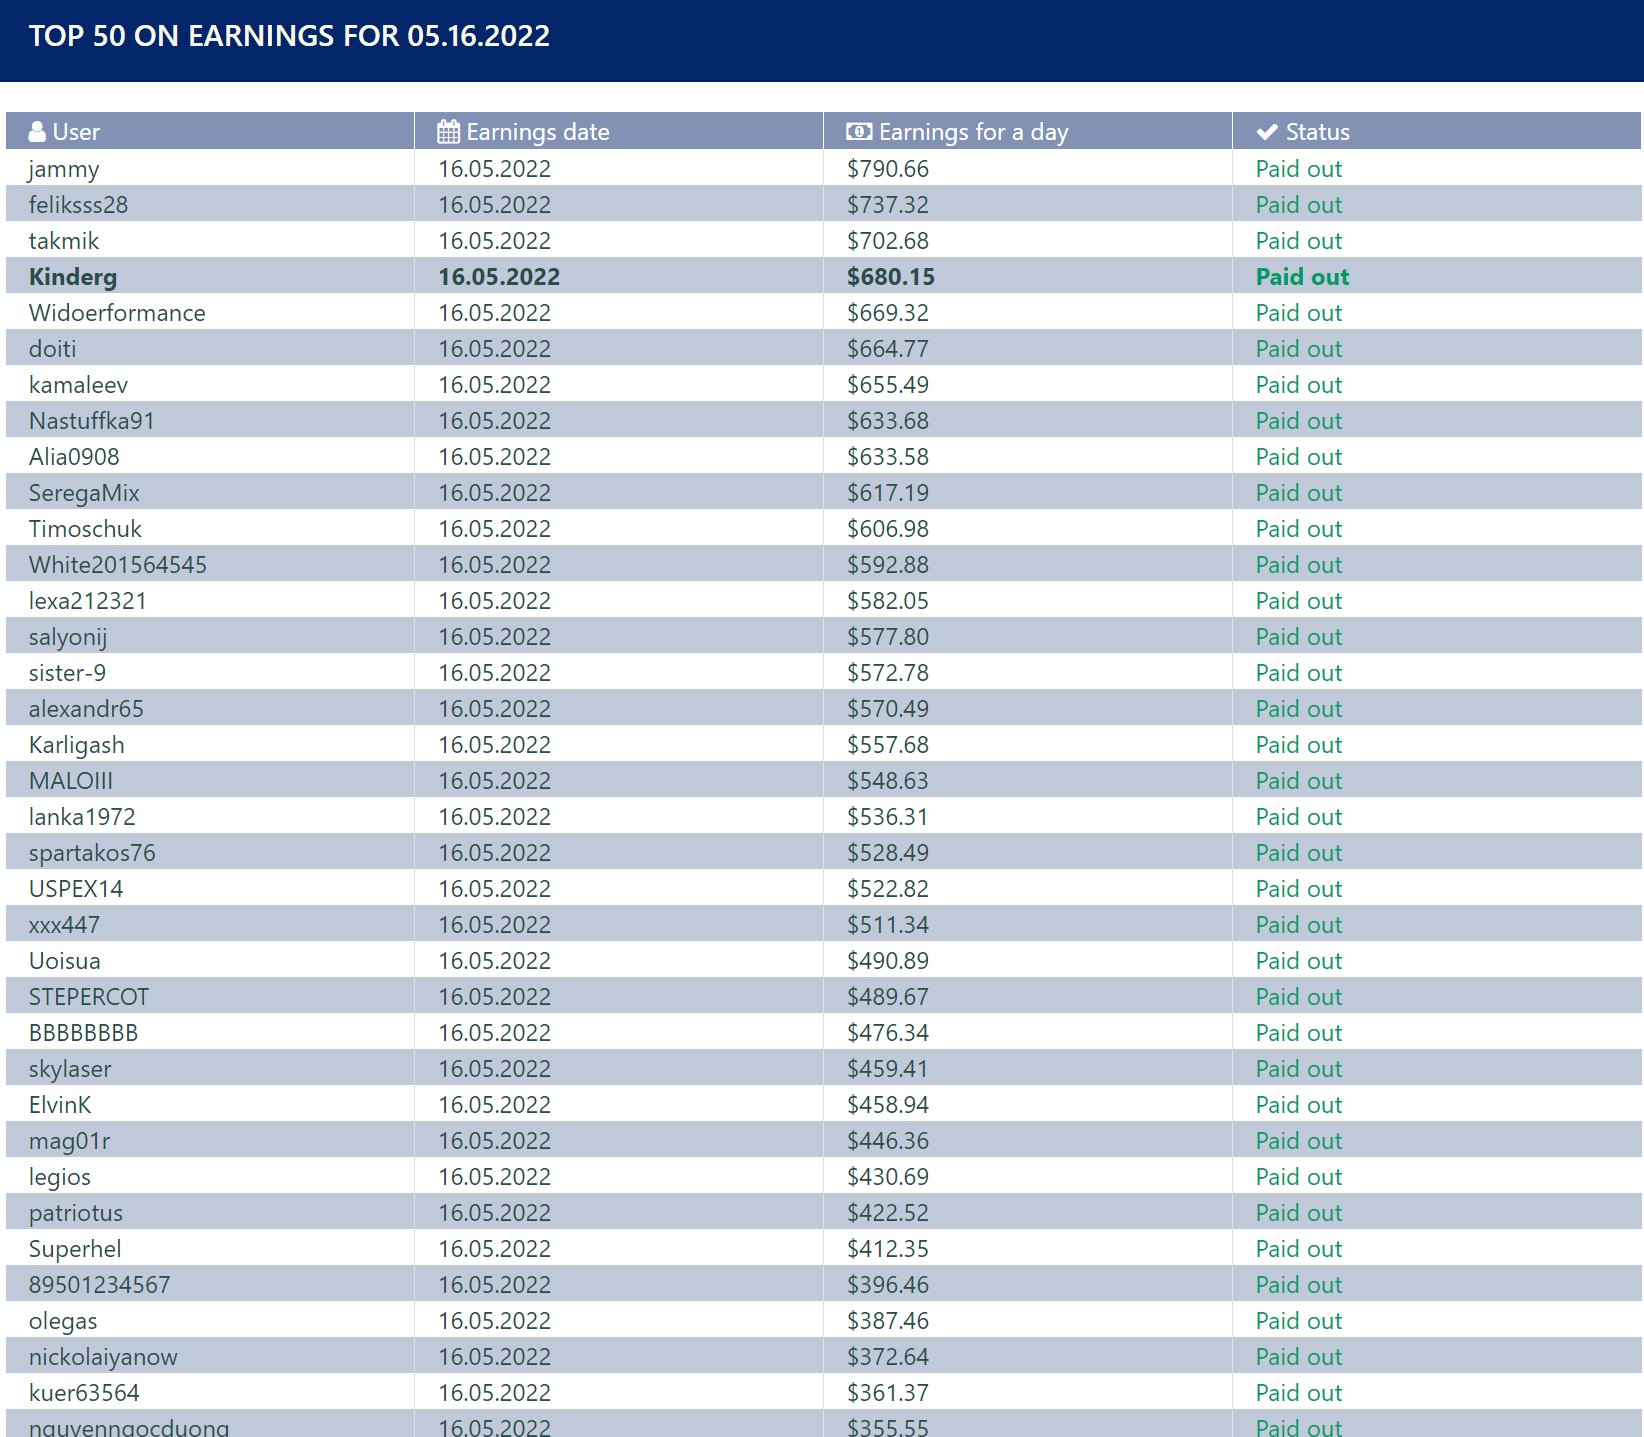 TOP 50 ON EARNINGS FOR 05.16.2022
User Earnings date Earnings for a day Status
jammy 16.05.2022 $790.66 Paid out
feliksss28 16.05.2022 $737.32 Paid out
takmik 16.05.2022 $702.68 Paid out
Kinderg 16.05.2022 $680.15 Paid out
Widoerformance 16.05.2022 $669.32 Paid out
doiti 16.05.2022 $664.77 Paid out
kamaleev 16.05.2022 $655.49 Paid out
Nastuffka91 16.05.2022 $633.68 Paid out
Alia0908 16.05.2022 $633.58 Paid out
SeregaMix 16.05.2022 $617.19 Paid out
Timoschuk 16.05.2022 $606.98 Paid out
White201564545 16.05.2022 $592.88 Paid out
lexa212321 16.05.2022 $582.05 Paid out
salyonij 16.05.2022 $577.80 Paid out
sister-9 16.05.2022 $572.78 Paid out
alexandr65 16.05.2022 $570.49 Paid out
Karligash 16.05.2022 $557.68 Paid out
MALOIII 16.05.2022 $548.63 Paid out
lanka1972 16.05.2022 $536.31 Paid out
spartakos76 16.05.2022 $528.49 Paid out
USPEX14 16.05.2022 $522.82 Paid out
xxx447 16.05.2022 $511.34 Paid out
Uoisua 16.05.2022 $490.89 Paid out
STEPERCOT 16.05.2022 $489.67 Paid out
BBBBBBBB 16.05.2022 $476.34 Paid out
skylaser 16.05.2022 $459.41 Paid out
ElvinK 16.05.2022 $458.94 Paid out
mag01r 16.05.2022 $446.36 Paid out
legios 16.05.2022 $430.69 Paid out
patriotus 16.05.2022 $422.52 Paid out
Superhel 16.05.2022 $412.35 Paid out
89501234567 16.05.2022 $396.46 Paid out
olegas 16.05.2022 $387.46 Paid out
nickolaiyanow 16.05.2022 $372.64 Paid out
kuer63564 16.05.2022 $361.37 Paid out
nguyenngocduong 16.05.2022 $355.55 Paid out